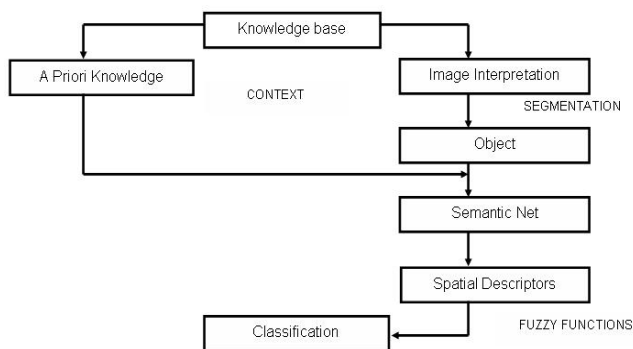 Knowledge base
A Priori Knowledge
Image Interpretation
CONTEXT
SEGMENTATION
Object
Semantic Net
Spatial Descriptors
FUZZY FUNCTIONS
Classification